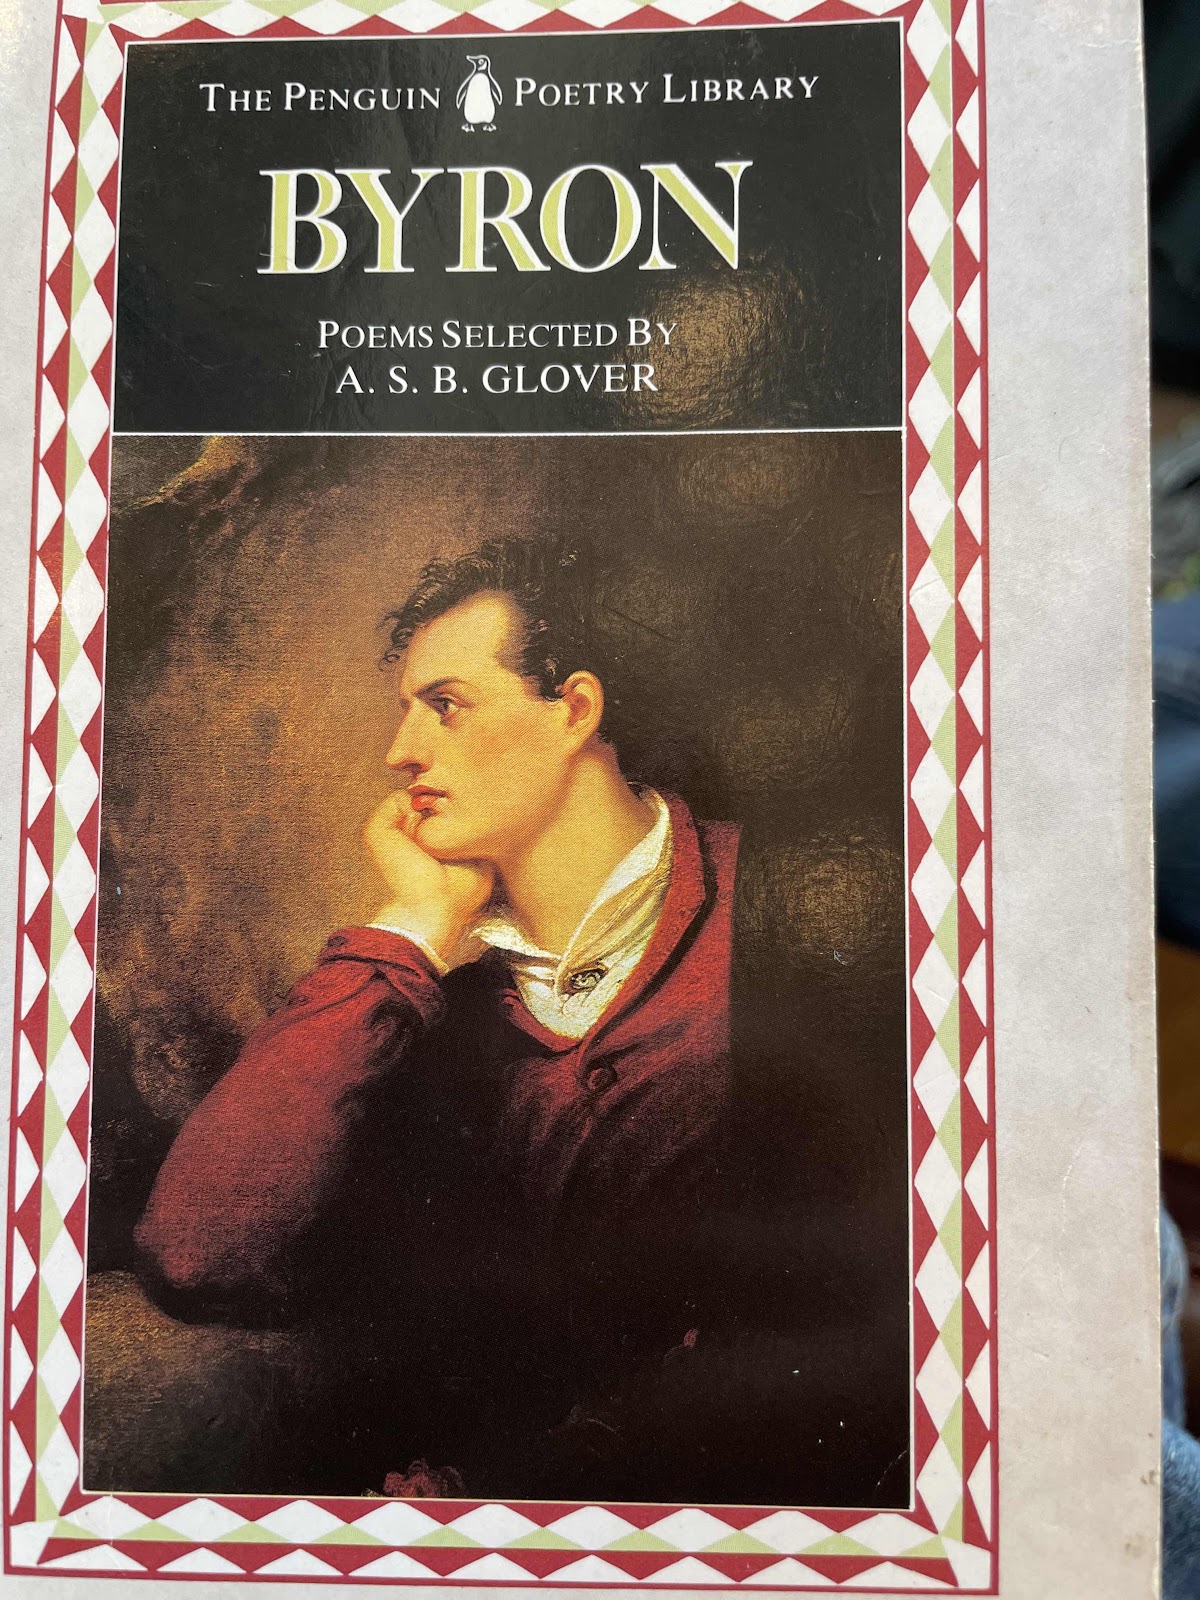 THE PENGUIN POETRY LIBRARY
BYRON
POEMS SELECTED BY
A. S. B. GLOVER